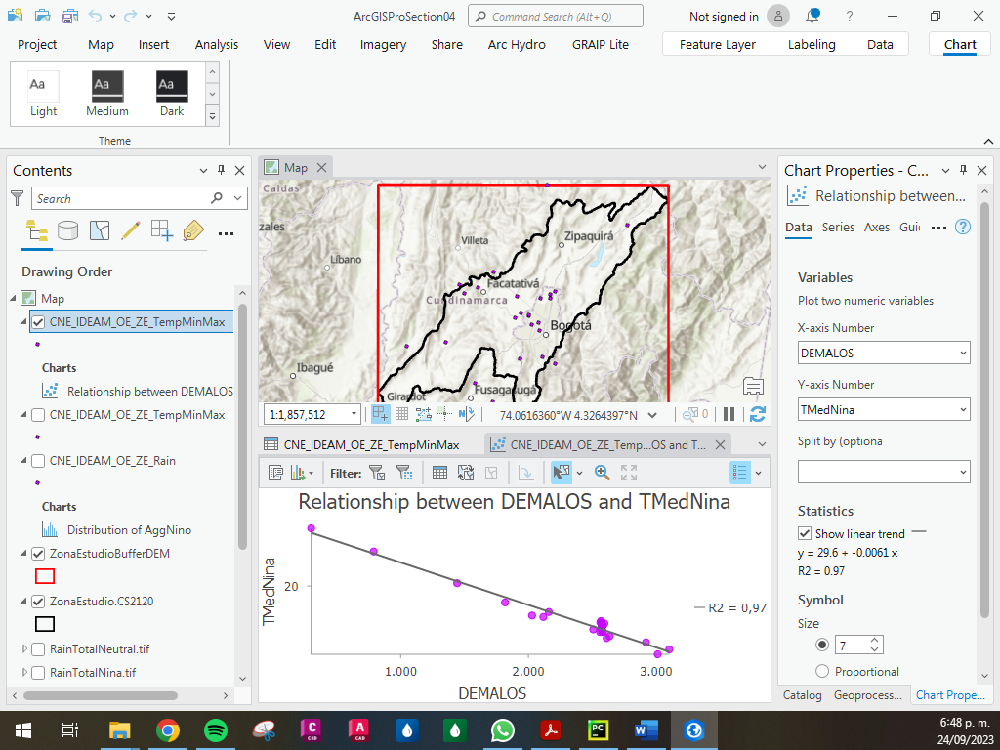 ArcGISProSection04
Command Search (Alt+Q)
Not signed in
?
Project
Map
Insert
Analysis
View
Edit
Imagery
Share
Arc Hydro
GRAIP Lite
Feature Layer
Labeling
Data
Chart
Aa
Aa
Aa
Light
Medium
Dark
Theme
Contents
Search
Drawing Order
Map
CNE_IDEAM_OE_ZE_TempMinMax
Charts
Relationship between DEMALOS
CNE_IDEAM_OE_ZE_TempMinMax
CNE_IDEAM_OE_ZE_Rain
Charts
Distribution of AggNino
ZonaEstudioBufferDEM
ZonaEstudio.CS2120
RainTotalNeutral.tif
RainTotalNina.tif
Map
Caldas
zales
Villeta
Zipaquirá
Líbano
Facatativá
Cundinamarca
Bogotá
Ibagué
Girardot
Fusagasugá
1:1,857,512
74.0616360°W 4.3264397°N
0
CNE_IDEAM_OE_ZE_TempMinMax
CNE_IDEAM_OE_ZE_Temp...OS and T...
Filter:
Relationship between DEMALOS and TMedNina
TMedNina
20
R2 = 0,97
1.000
2.000
3.000
DEMALOS
Chart Properties - C...
Relationship between...
Data
Series
Axes
Gui
?
Variables
Plot two numeric variables
X-axis Number
DEMALOS
Y-axis Number
TMedNina
Split by (optiona
Statistics
Show linear trend
y = 29.6 + -0.0061 x
R2 = 0.97
Symbol
Size
7
Proportional
Catalog
Geoprocess...
Chart Prope...
C
C3D
A
CAD
PC
W
6:48 p. m.
24/09/2023